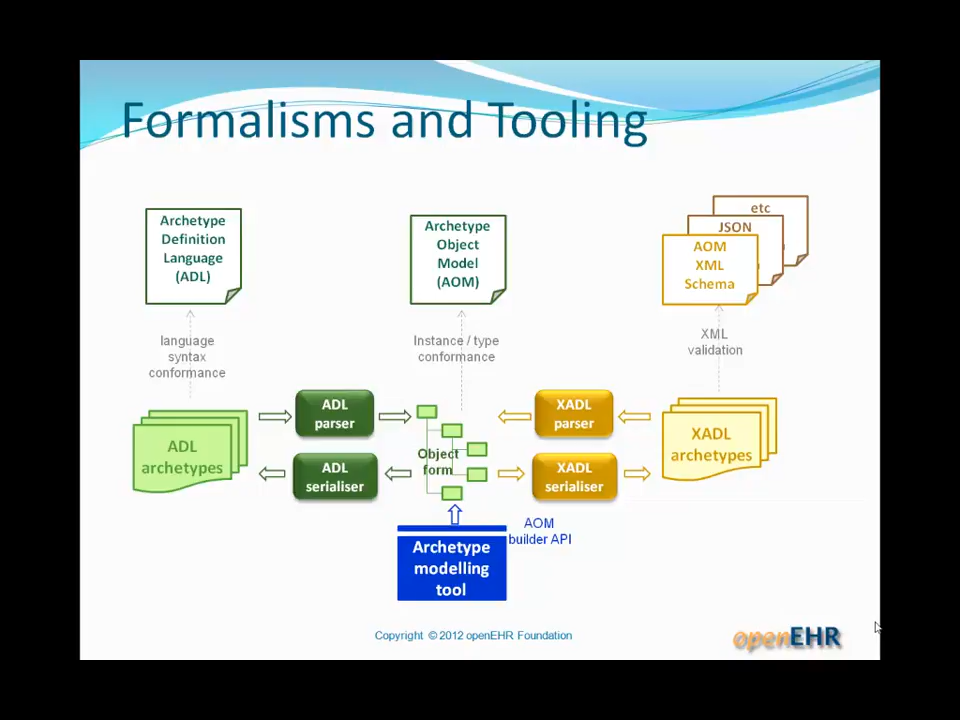 Formalisms and Tooling
Archetype
Definition
Language
(ADL)
Archetype
Object
Model
(AOM)
etc
JSON
AOM
XML
Schema
language
syntax
conformance
Instance / type
conformance
XML
validation
ADL
archetypes
ADL
parser
ADL
serialiser
Object
form
XADL
parser
XADL
serialiser
XADL
archetypes
Archetype
modelling
tool
AOM
builder API
Copyright © 2012 openEHR Foundation
openEHR